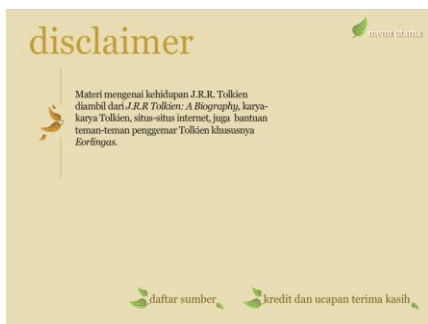 disclaimer
menu utama
Materi mengenai kehidupan J.R.R. Tolkien
diambil dari J.R.R Tolkien: A Biography, karya-
karya Tolkien, situs-situs internet, juga bantuan
teman-teman penggemar Tolkien khususnya
Eorlingas.
daftar sumber
kredit dan ucapan terima kasih